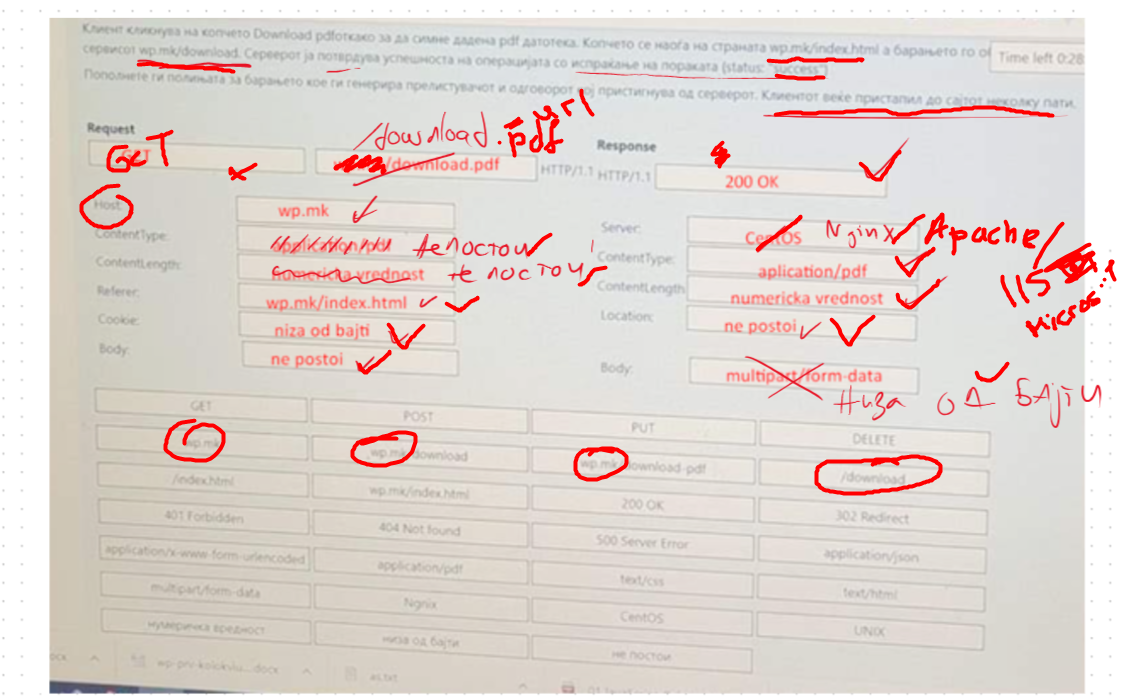 Клиент кликнува на копчето Download pdfоткако за да симне дадена pdf датотека. Копчето се наоѓа на страната wp.mk/index.html а барањето го
Time left 0:28
сервисот wp.mk/download. Серверот ја потврдува успешноста на операцијата со испраќање на пораката {status: "success"}
Пополнете ги полињата за барањето кое ги генерира прелистувачот и одговорот кој пристигнува од серверот. Клиентот веќе пристапил до сајтот неколку пати.
url
/download.pdf
Request
Response
GET
/download.pdf
HTTP/1.1
HTTP/1.1
200 OK
Host:
wp.mk
Server:
CentOS
Nginx
Apache/
ContentType:
aplication/pdf
не постои
ContentType:
aplication/pdf
IIS
ContentLength:
numericka vrednost
не постои
ContentLength
numericka vrednost
Referer:
wp.mk/index.html
Location:
ne postoi
Cookie:
niza od bajti
Body:
ne postoi
Body:
multipart/form-data
Низа од бајти
GET
POST
PUT
DELETE
wp.mk
wp.mk/download
wp.mk/download-pdf
/download
/index.html
wp.mk/index.html
200 OK
302 Redirect
401 Forbidden
404 Not found
500 Server Error
application/json
application/x-www-form-urlencoded
application/pdf
text/css
text/html
multipart/form-data
Ngnix
CentOS
UNIX
нумеричка вредност
низа од бајти
не постои
wp-prv-kolokviu....docx